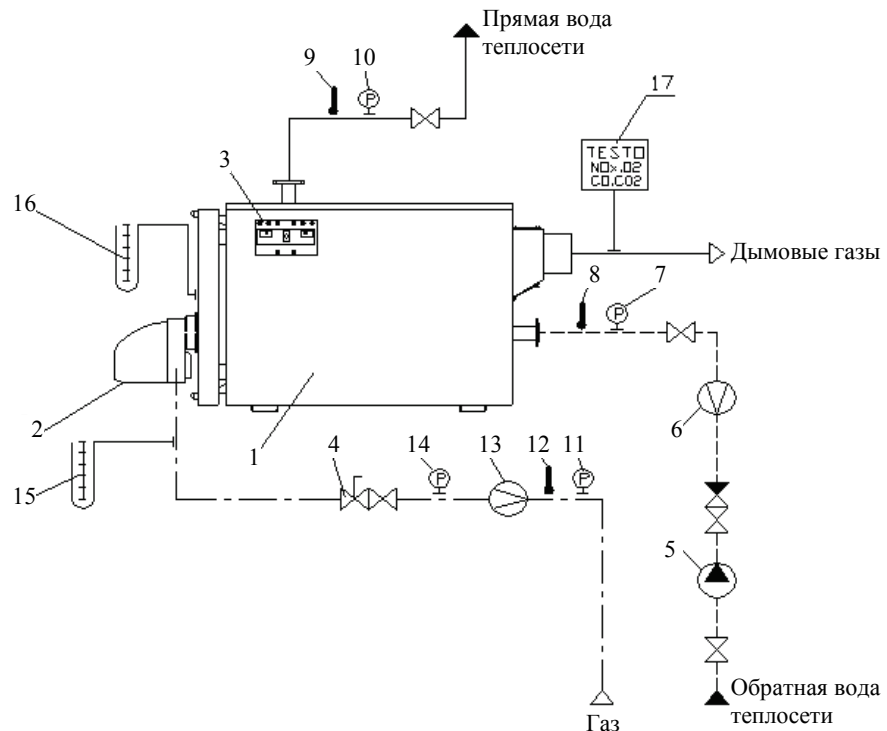 Прямая вода
теплосети
9
10
17
TESTO
NOx.O2
CO.CO2
P
3
16
Дымовые газы
8
7
P
2
1
6
4
14
13
12
11
15
P
P
5
Обратная вода
теплосети
Газ